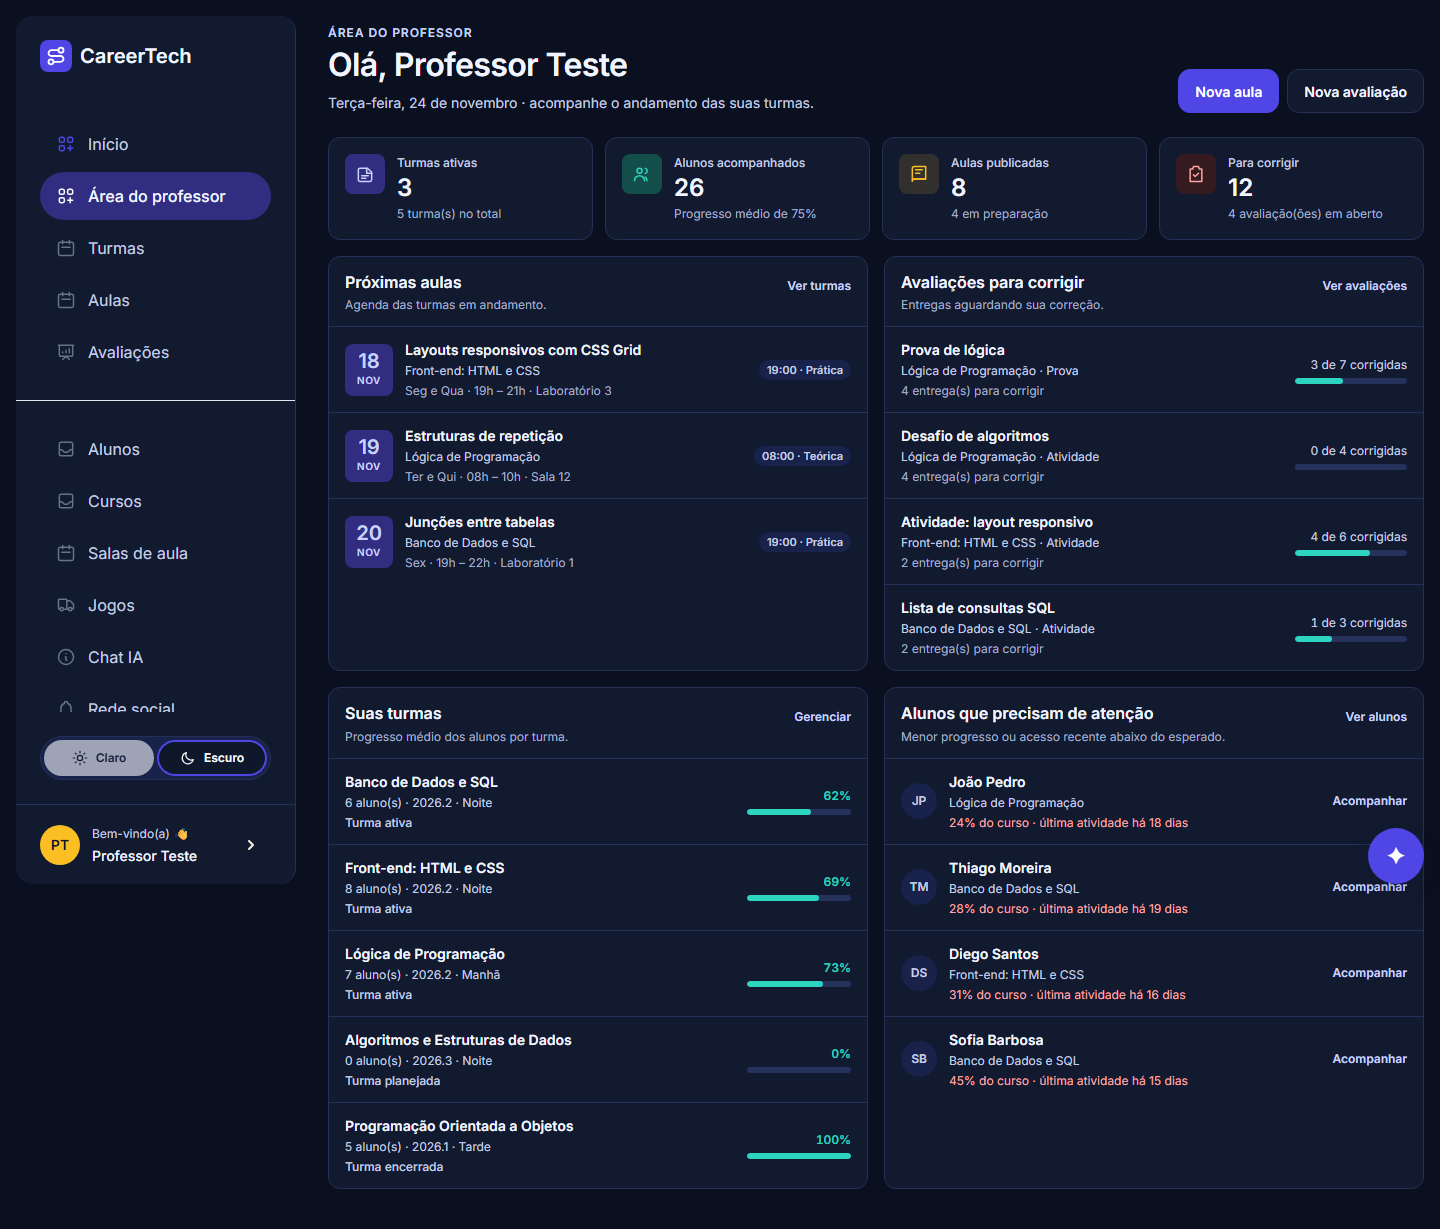 CareerTech
Início
Área do professor
Turmas
Aulas
Avaliações
Alunos
Cursos
Salas de aula
Jogos
Chat IA
Rede social
Claro
Escuro
PT
Bem-vindo(a) 👋
Professor Teste
ÁREA DO PROFESSOR
Olá, Professor Teste
Terça-feira, 24 de novembro · acompanhe o andamento das suas turmas.
Nova aula
Nova avaliação
Turmas ativas
3
5 turma(s) no total
Alunos acompanhados
26
Progresso médio de 75%
Aulas publicadas
8
4 em preparação
Para corrigir
12
4 avaliação(ões) em aberto
Próximas aulas
Agenda das turmas em andamento.
Ver turmas
18
NOV
Layouts responsivos com CSS Grid
Front-end: HTML e CSS
Seg e Qua · 19h – 21h · Laboratório 3
19:00 · Prática
19
NOV
Estruturas de repetição
Lógica de Programação
Ter e Qui · 08h – 10h · Sala 12
08:00 · Teórica
20
NOV
Junções entre tabelas
Banco de Dados e SQL
Sex · 19h – 22h · Laboratório 1
19:00 · Prática
Avaliações para corrigir
Entregas aguardando sua correção.
Ver avaliações
Prova de lógica
Lógica de Programação · Prova
4 entrega(s) para corrigir
3 de 7 corrigidas
Desafio de algoritmos
Lógica de Programação · Atividade
4 entrega(s) para corrigir
0 de 4 corrigidas
Atividade: layout responsivo
Front-end: HTML e CSS · Atividade
2 entrega(s) para corrigir
4 de 6 corrigidas
Lista de consultas SQL
Banco de Dados e SQL · Atividade
2 entrega(s) para corrigir
1 de 3 corrigidas
Suas turmas
Progresso médio dos alunos por turma.
Gerenciar
Banco de Dados e SQL
6 aluno(s) · 2026.2 · Noite
Turma ativa
62%
Front-end: HTML e CSS
8 aluno(s) · 2026.2 · Noite
Turma ativa
69%
Lógica de Programação
7 aluno(s) · 2026.2 · Manhã
Turma ativa
73%
Algoritmos e Estruturas de Dados
0 aluno(s) · 2026.3 · Noite
Turma planejada
0%
Programação Orientada a Objetos
5 aluno(s) · 2026.1 · Tarde
Turma encerrada
100%
Alunos que precisam de atenção
Menor progresso ou acesso recente abaixo do esperado.
Ver alunos
JP
João Pedro
Lógica de Programação
24% do curso · última atividade há 18 dias
Acompanhar
TM
Thiago Moreira
Banco de Dados e SQL
28% do curso · última atividade há 19 dias
Acompanhar
DS
Diego Santos
Front-end: HTML e CSS
31% do curso · última atividade há 16 dias
Acompanhar
SB
Sofia Barbosa
Banco de Dados e SQL
45% do curso · última atividade há 15 dias
Acompanhar